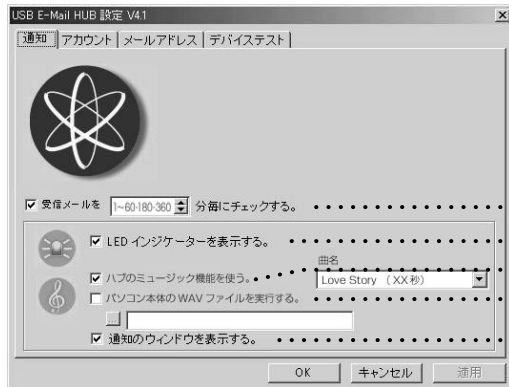 USB E-Mail HUB 設定 V4.1
通知 アカウント メールアドレス デバイステスト
受信メールを 1~60・180・360 分毎にチェックする。
LED インジケーターを表示する。
曲名
ハブのミュージック機能を使う。 Love Story (XX秒)
パソコン本体の WAV ファイルを実行する。
...
通知のウィンドウを表示する。
OK キャンセル 適用